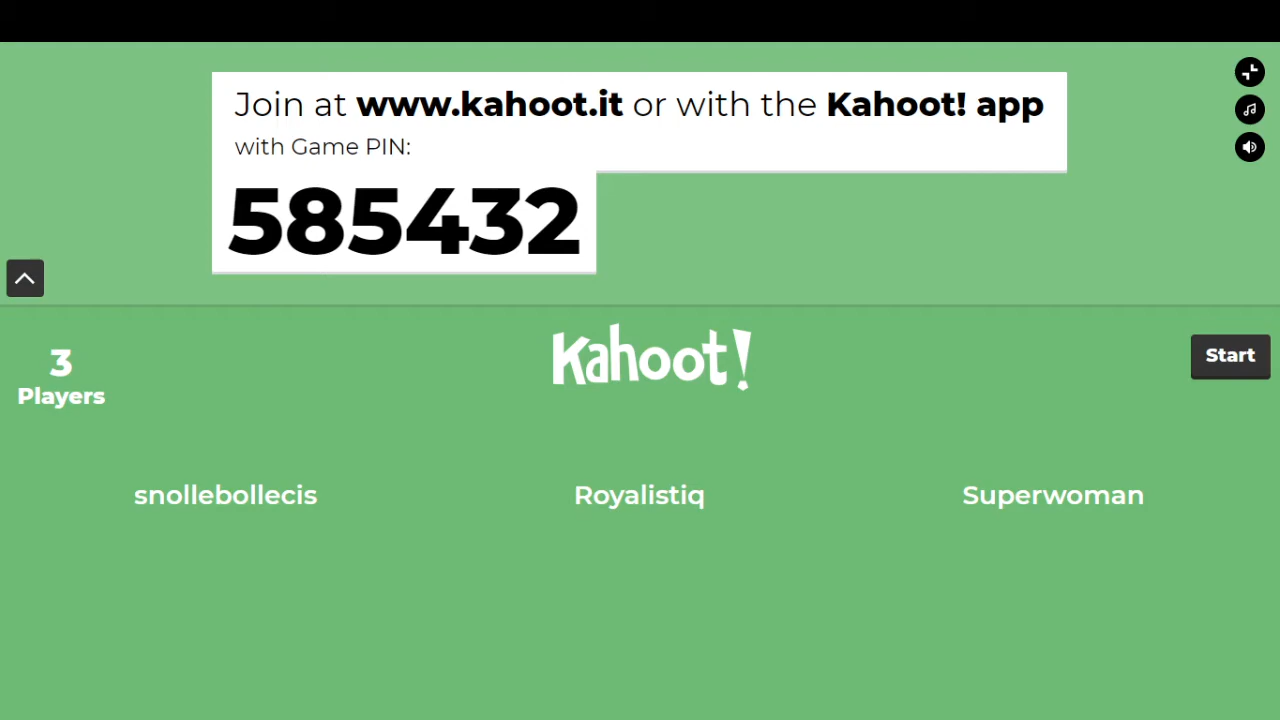 Join at www.kahoot.it or with the Kahoot! app
with Game PIN:
585432
Kahoot!
3
Players
Start
snollebollecis
Royalistiq
Superwoman